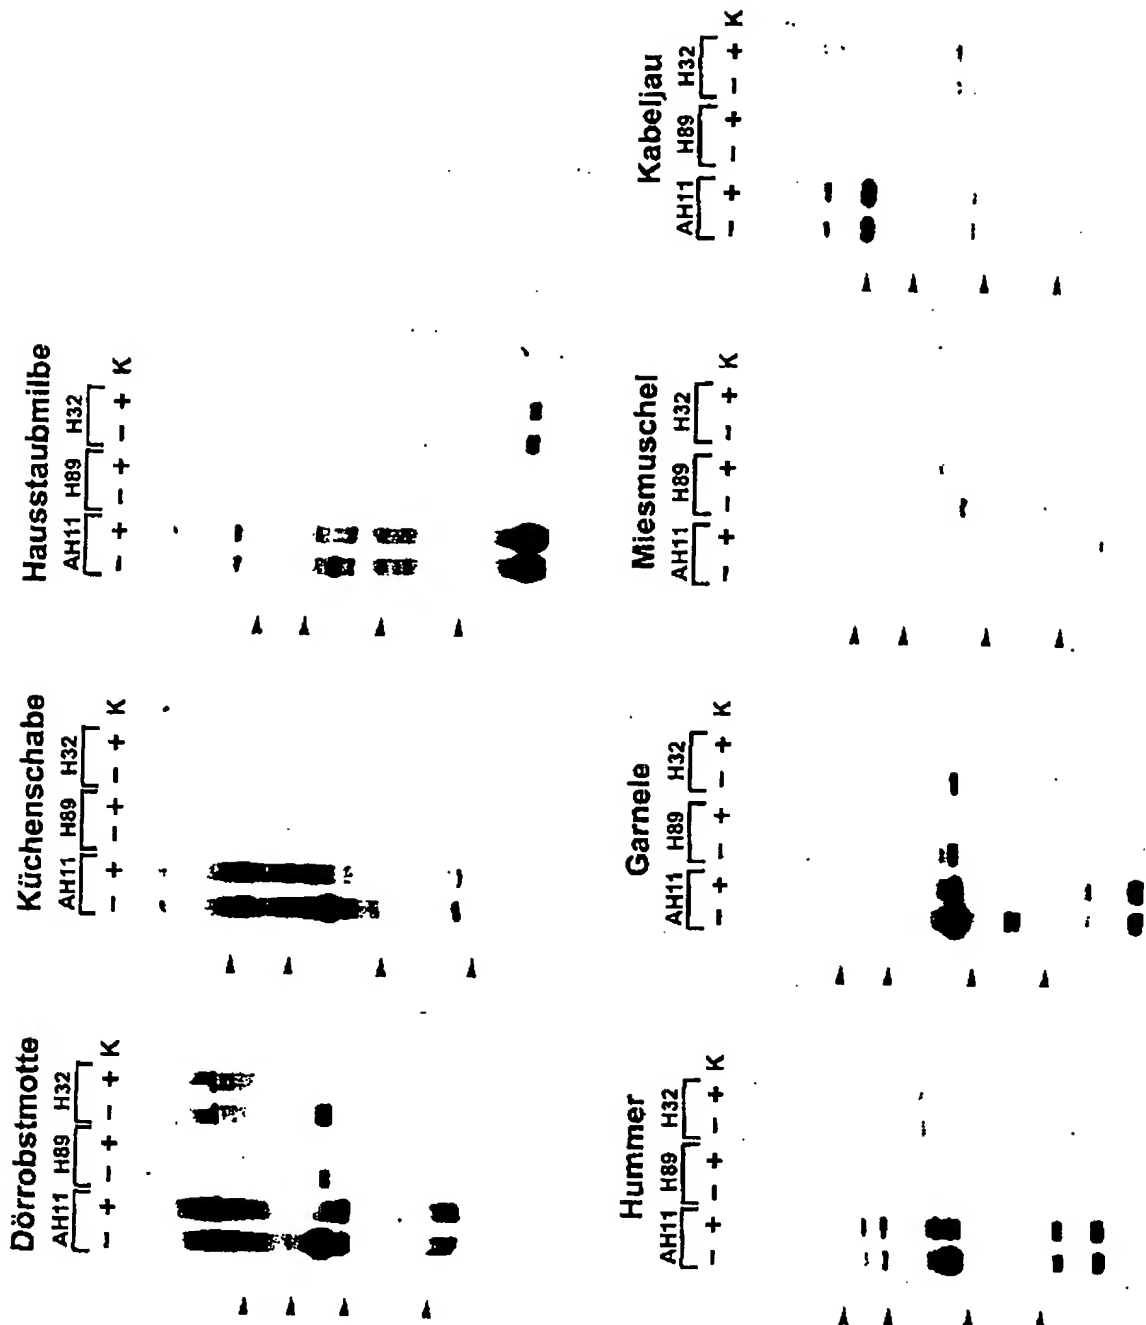 Dörrobstmotte
AH11 H89 H32
− + − + − + K
Küchenschabe
AH11 H89 H32
− + − + − + K
Hausstaubmilbe
AH11 H89 H32
− + − + − + K
Hummer
AH11 H89 H32
− + − + − + K
Garnele
AH11 H89 H32
− + − + − + K
Miesmuschel
AH11 H89 H32
− + − + − + K
Kabeljau
AH11 H89 H32
− + − + − + K